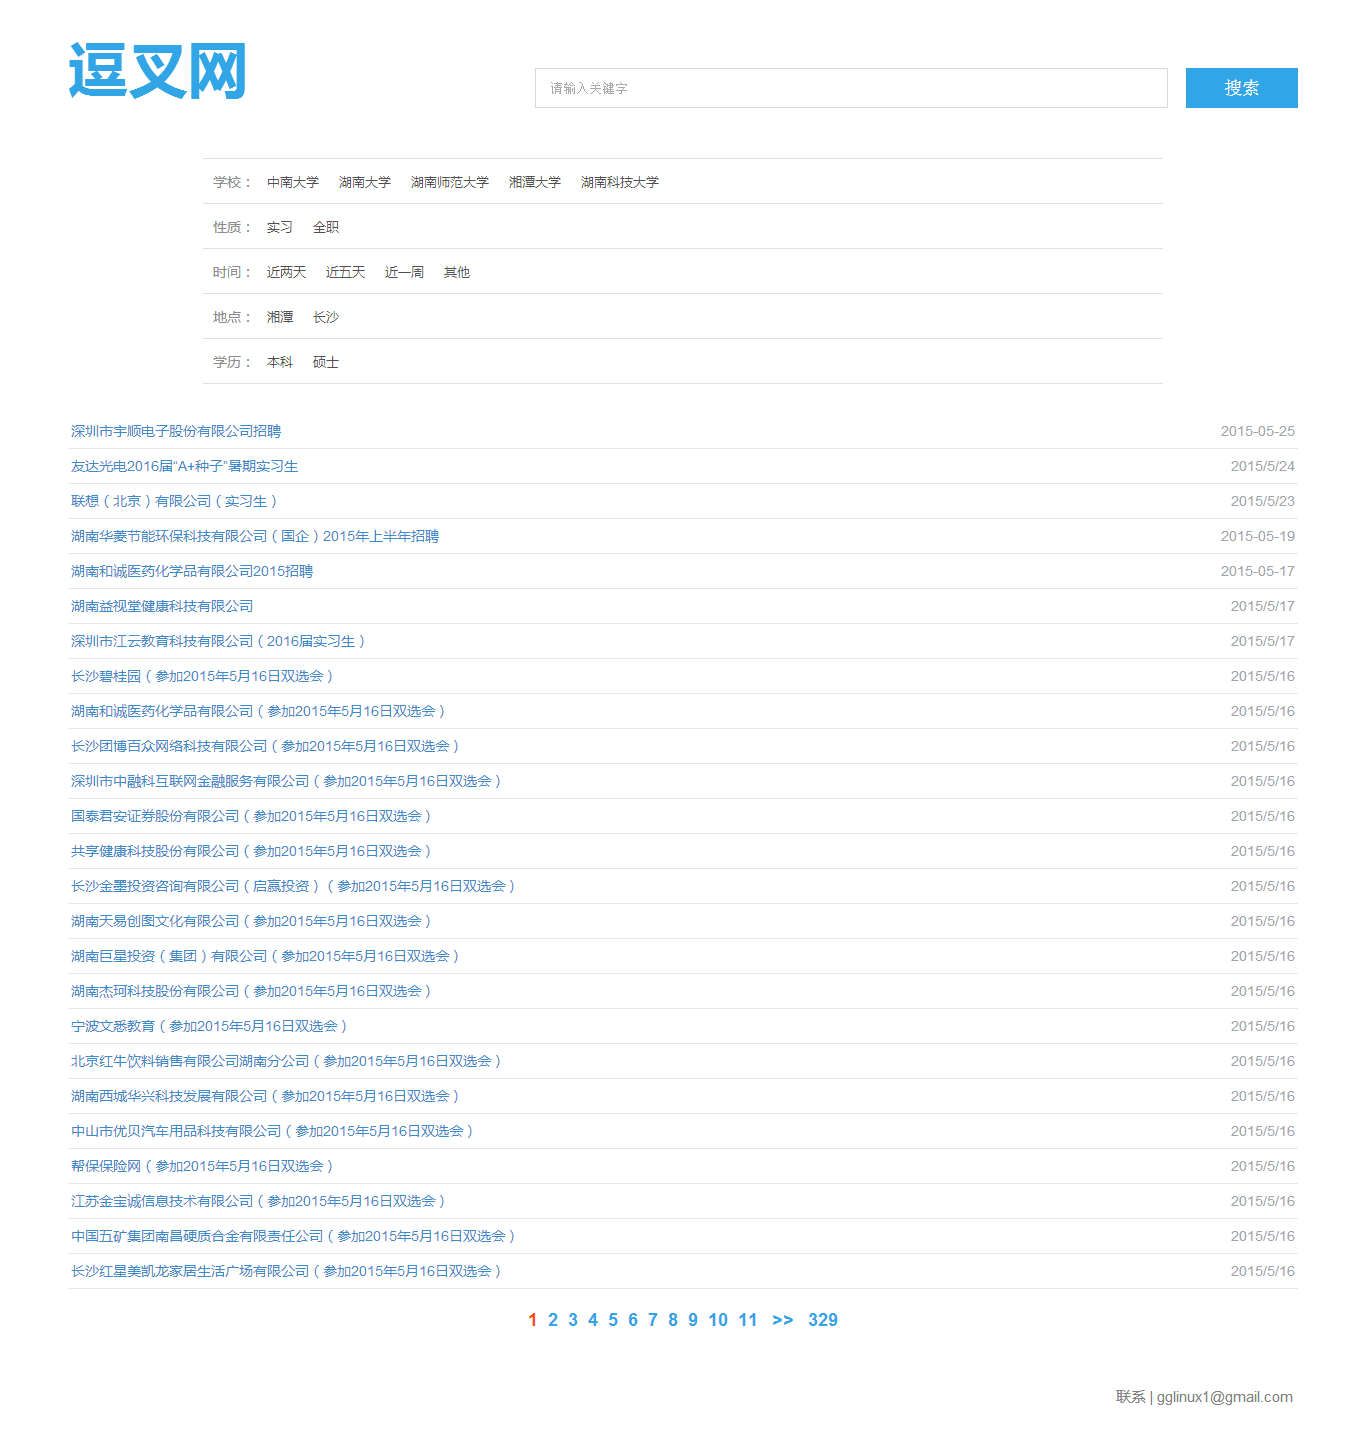 逗叉网
请输入关键字
搜索
学校： 中南大学 湖南大学 湖南师范大学 湘潭大学 湖南科技大学
性质： 实习 全职
时间： 近两天 近五天 近一周 其他
地点： 湘潭 长沙
学历： 本科 硕士
深圳市宇顺电子股份有限公司招聘 2015-05-25
友达光电2016届“A+种子”暑期实习生 2015/5/24
联想（北京）有限公司（实习生） 2015/5/23
湖南华菱节能环保科技有限公司（国企）2015年上半年招聘 2015-05-19
湖南和诚医药化学品有限公司2015招聘 2015-05-17
湖南益视堂健康科技有限公司 2015/5/17
深圳市江云教育科技有限公司（2016届实习生） 2015/5/17
长沙碧桂园（参加2015年5月16日双选会） 2015/5/16
湖南和诚医药化学品有限公司（参加2015年5月16日双选会） 2015/5/16
长沙团博百众网络科技有限公司（参加2015年5月16日双选会） 2015/5/16
深圳市中融科互联网金融服务有限公司（参加2015年5月16日双选会） 2015/5/16
国泰君安证券股份有限公司（参加2015年5月16日双选会） 2015/5/16
共享健康科技股份有限公司（参加2015年5月16日双选会） 2015/5/16
长沙金墨投资咨询有限公司（启赢投资）（参加2015年5月16日双选会） 2015/5/16
湖南天易创图文化有限公司（参加2015年5月16日双选会） 2015/5/16
湖南巨星投资（集团）有限公司（参加2015年5月16日双选会） 2015/5/16
湖南杰珂科技股份有限公司（参加2015年5月16日双选会） 2015/5/16
宁波文悉教育（参加2015年5月16日双选会） 2015/5/16
北京红牛饮料销售有限公司湖南分公司（参加2015年5月16日双选会） 2015/5/16
湖南西城华兴科技发展有限公司（参加2015年5月16日双选会） 2015/5/16
中山市优贝汽车用品科技有限公司（参加2015年5月16日双选会） 2015/5/16
帮保保险网（参加2015年5月16日双选会） 2015/5/16
江苏金宝诚信息技术有限公司（参加2015年5月16日双选会） 2015/5/16
中国五矿集团南昌硬质合金有限责任公司（参加2015年5月16日双选会） 2015/5/16
长沙红星美凯龙家居生活广场有限公司（参加2015年5月16日双选会） 2015/5/16
1 2 3 4 5 6 7 8 9 10 11 >> 329
联系 | gglinux1@gmail.com